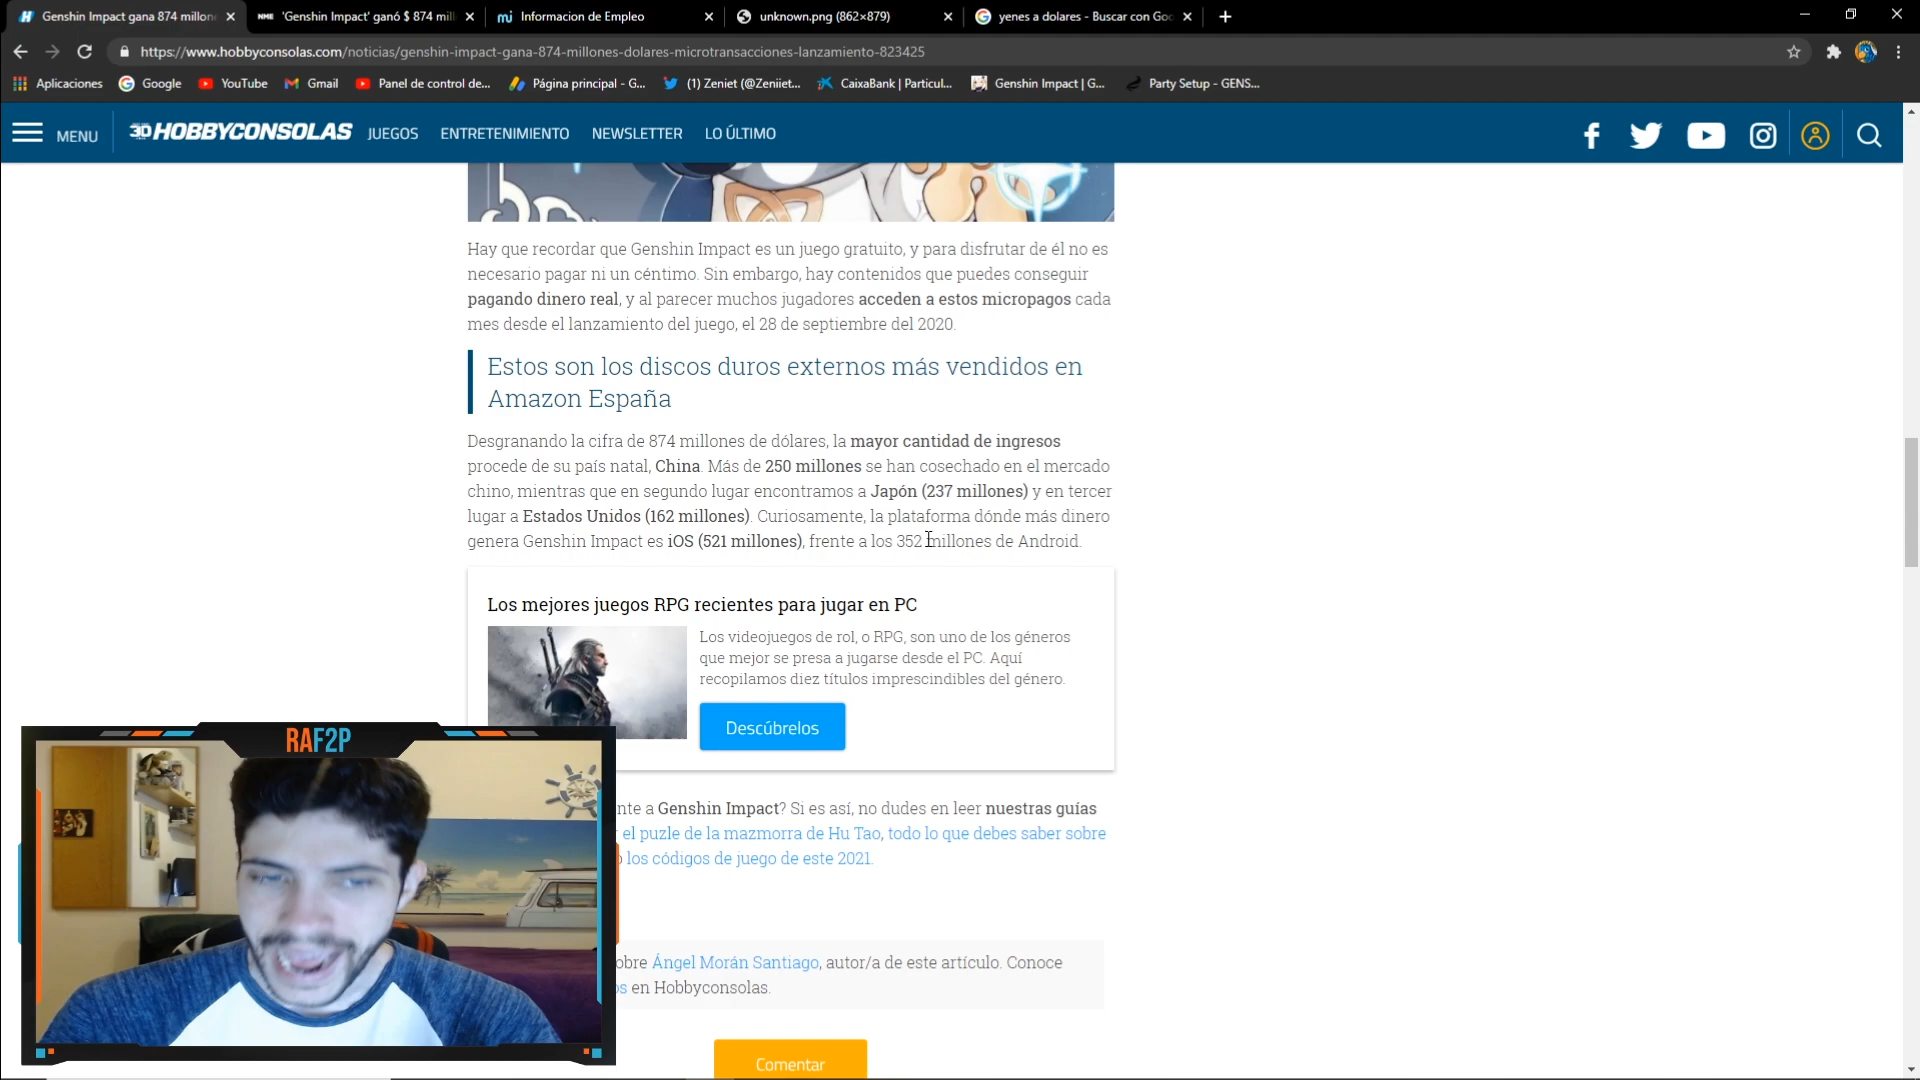 Genshin Impact gana 874 millon
NME 'Genshin Impact' ganó $ 874 mil
mi Informacion de Empleo
unknown.png (862×879)
yenes a dolares - Buscar con Goo
https://www.hobbyconsolas.com/noticias/genshin-impact-gana-874-millones-dolares-microtransacciones-lanzamiento-823425
Aplicaciones
Google
YouTube
Gmail
Panel de control de...
Página principal - G...
(1) Zeniet (@Zeniiet...
CaixaBank | Particul...
Genshin Impact | G...
Party Setup - GENS...
MENU
3D HOBBYCONSOLAS
JUEGOS
ENTRETENIMIENTO
NEWSLETTER
LO ÚLTIMO
Hay que recordar que Genshin Impact es un juego gratuito, y para disfrutar de él no es
necesario pagar ni un céntimo. Sin embargo, hay contenidos que puedes conseguir
pagando dinero real, y al parecer muchos jugadores acceden a estos micropagos cada
mes desde el lanzamiento del juego, el 28 de septiembre del 2020.
Estos son los discos duros externos más vendidos en
Amazon España
Desgranando la cifra de 874 millones de dólares, la mayor cantidad de ingresos
procede de su país natal, China. Más de 250 millones se han cosechado en el mercado
chino, mientras que en segundo lugar encontramos a Japón (237 millones) y en tercer
lugar a Estados Unidos (162 millones). Curiosamente, la plataforma dónde más dinero
genera Genshin Impact es iOS (521 millones), frente a los 352 millones de Android.
Los mejores juegos RPG recientes para jugar en PC
Los videojuegos de rol, o RPG, son uno de los géneros
que mejor se presa a jugarse desde el PC. Aquí
recopilamos diez títulos imprescindibles del género.
Descúbrelos
RAF2P
nte a Genshin Impact? Si es así, no dudes en leer nuestras guías
el puzle de la mazmorra de Hu Tao, todo lo que debes saber sobre
los códigos de juego de este 2021.
obre Ángel Morán Santiago, autor/a de este artículo. Conoce
os en Hobbyconsolas.
Comentar